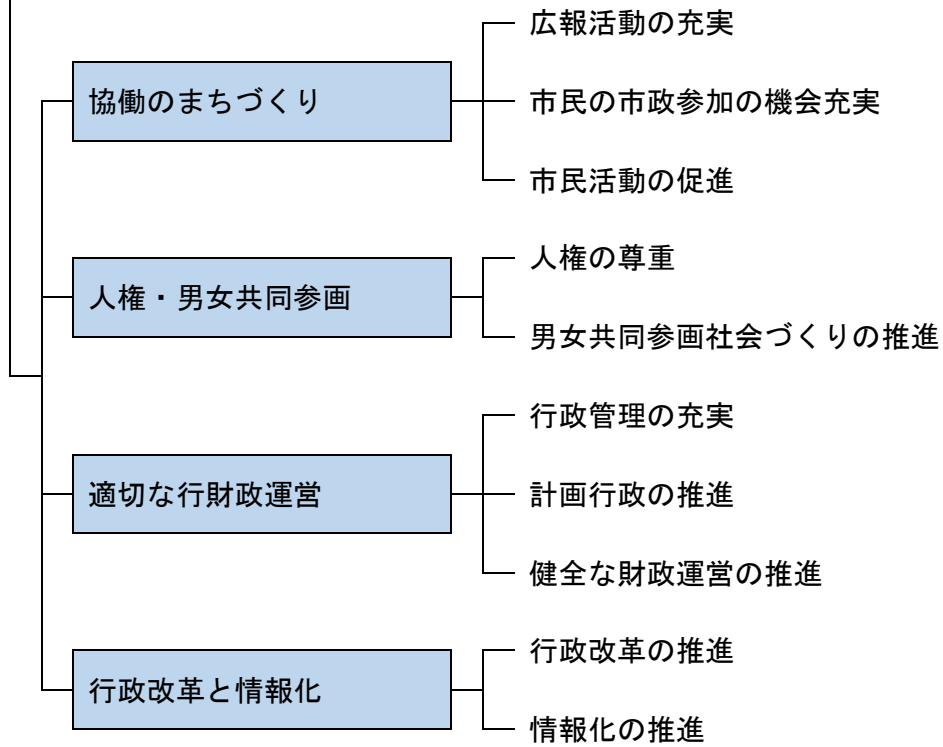 協働のまちづくり
広報活動の充実
市民の市政参加の機会充実
市民活動の促進
人権・男女共同参画
人権の尊重
男女共同参画社会づくりの推進
適切な行財政運営
行政管理の充実
計画行政の推進
健全な財政運営の推進
行政改革と情報化
行政改革の推進
情報化の推進